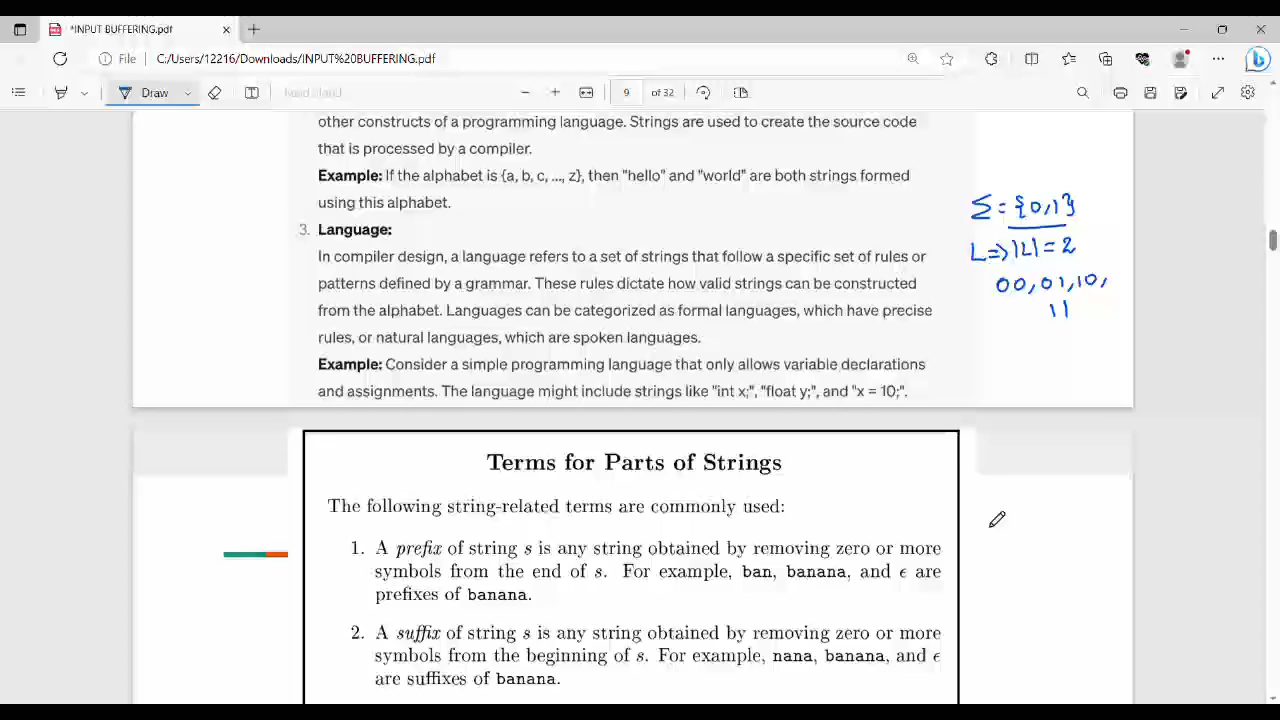 *INPUT BUFFERING.pdf
File C:/Users/12216/Downloads/INPUT%20BUFFERING.pdf
Draw 9 of 32
other constructs of a programming language. Strings are used to create the source code
that is processed by a compiler.
Example: If the alphabet is {a, b, c, ..., z}, then "hello" and "world" are both strings formed
using this alphabet.
3. Language:
In compiler design, a language refers to a set of strings that follow a specific set of rules or
patterns defined by a grammar. These rules dictate how valid strings can be constructed
from the alphabet. Languages can be categorized as formal languages, which have precise
rules, or natural languages, which are spoken languages.
Example: Consider a simple programming language that only allows variable declarations
and assignments. The language might include strings like "int x;", "float y;", and "x = 10;".
Σ = {0,1}
L => |L| = 2
00, 01, 10,
11
Terms for Parts of Strings
The following string-related terms are commonly used:
1. A prefix of string s is any string obtained by removing zero or more
symbols from the end of s. For example, ban, banana, and ϵ are
prefixes of banana.
2. A suffix of string s is any string obtained by removing zero or more
symbols from the beginning of s. For example, nana, banana, and ϵ
are suffixes of banana.